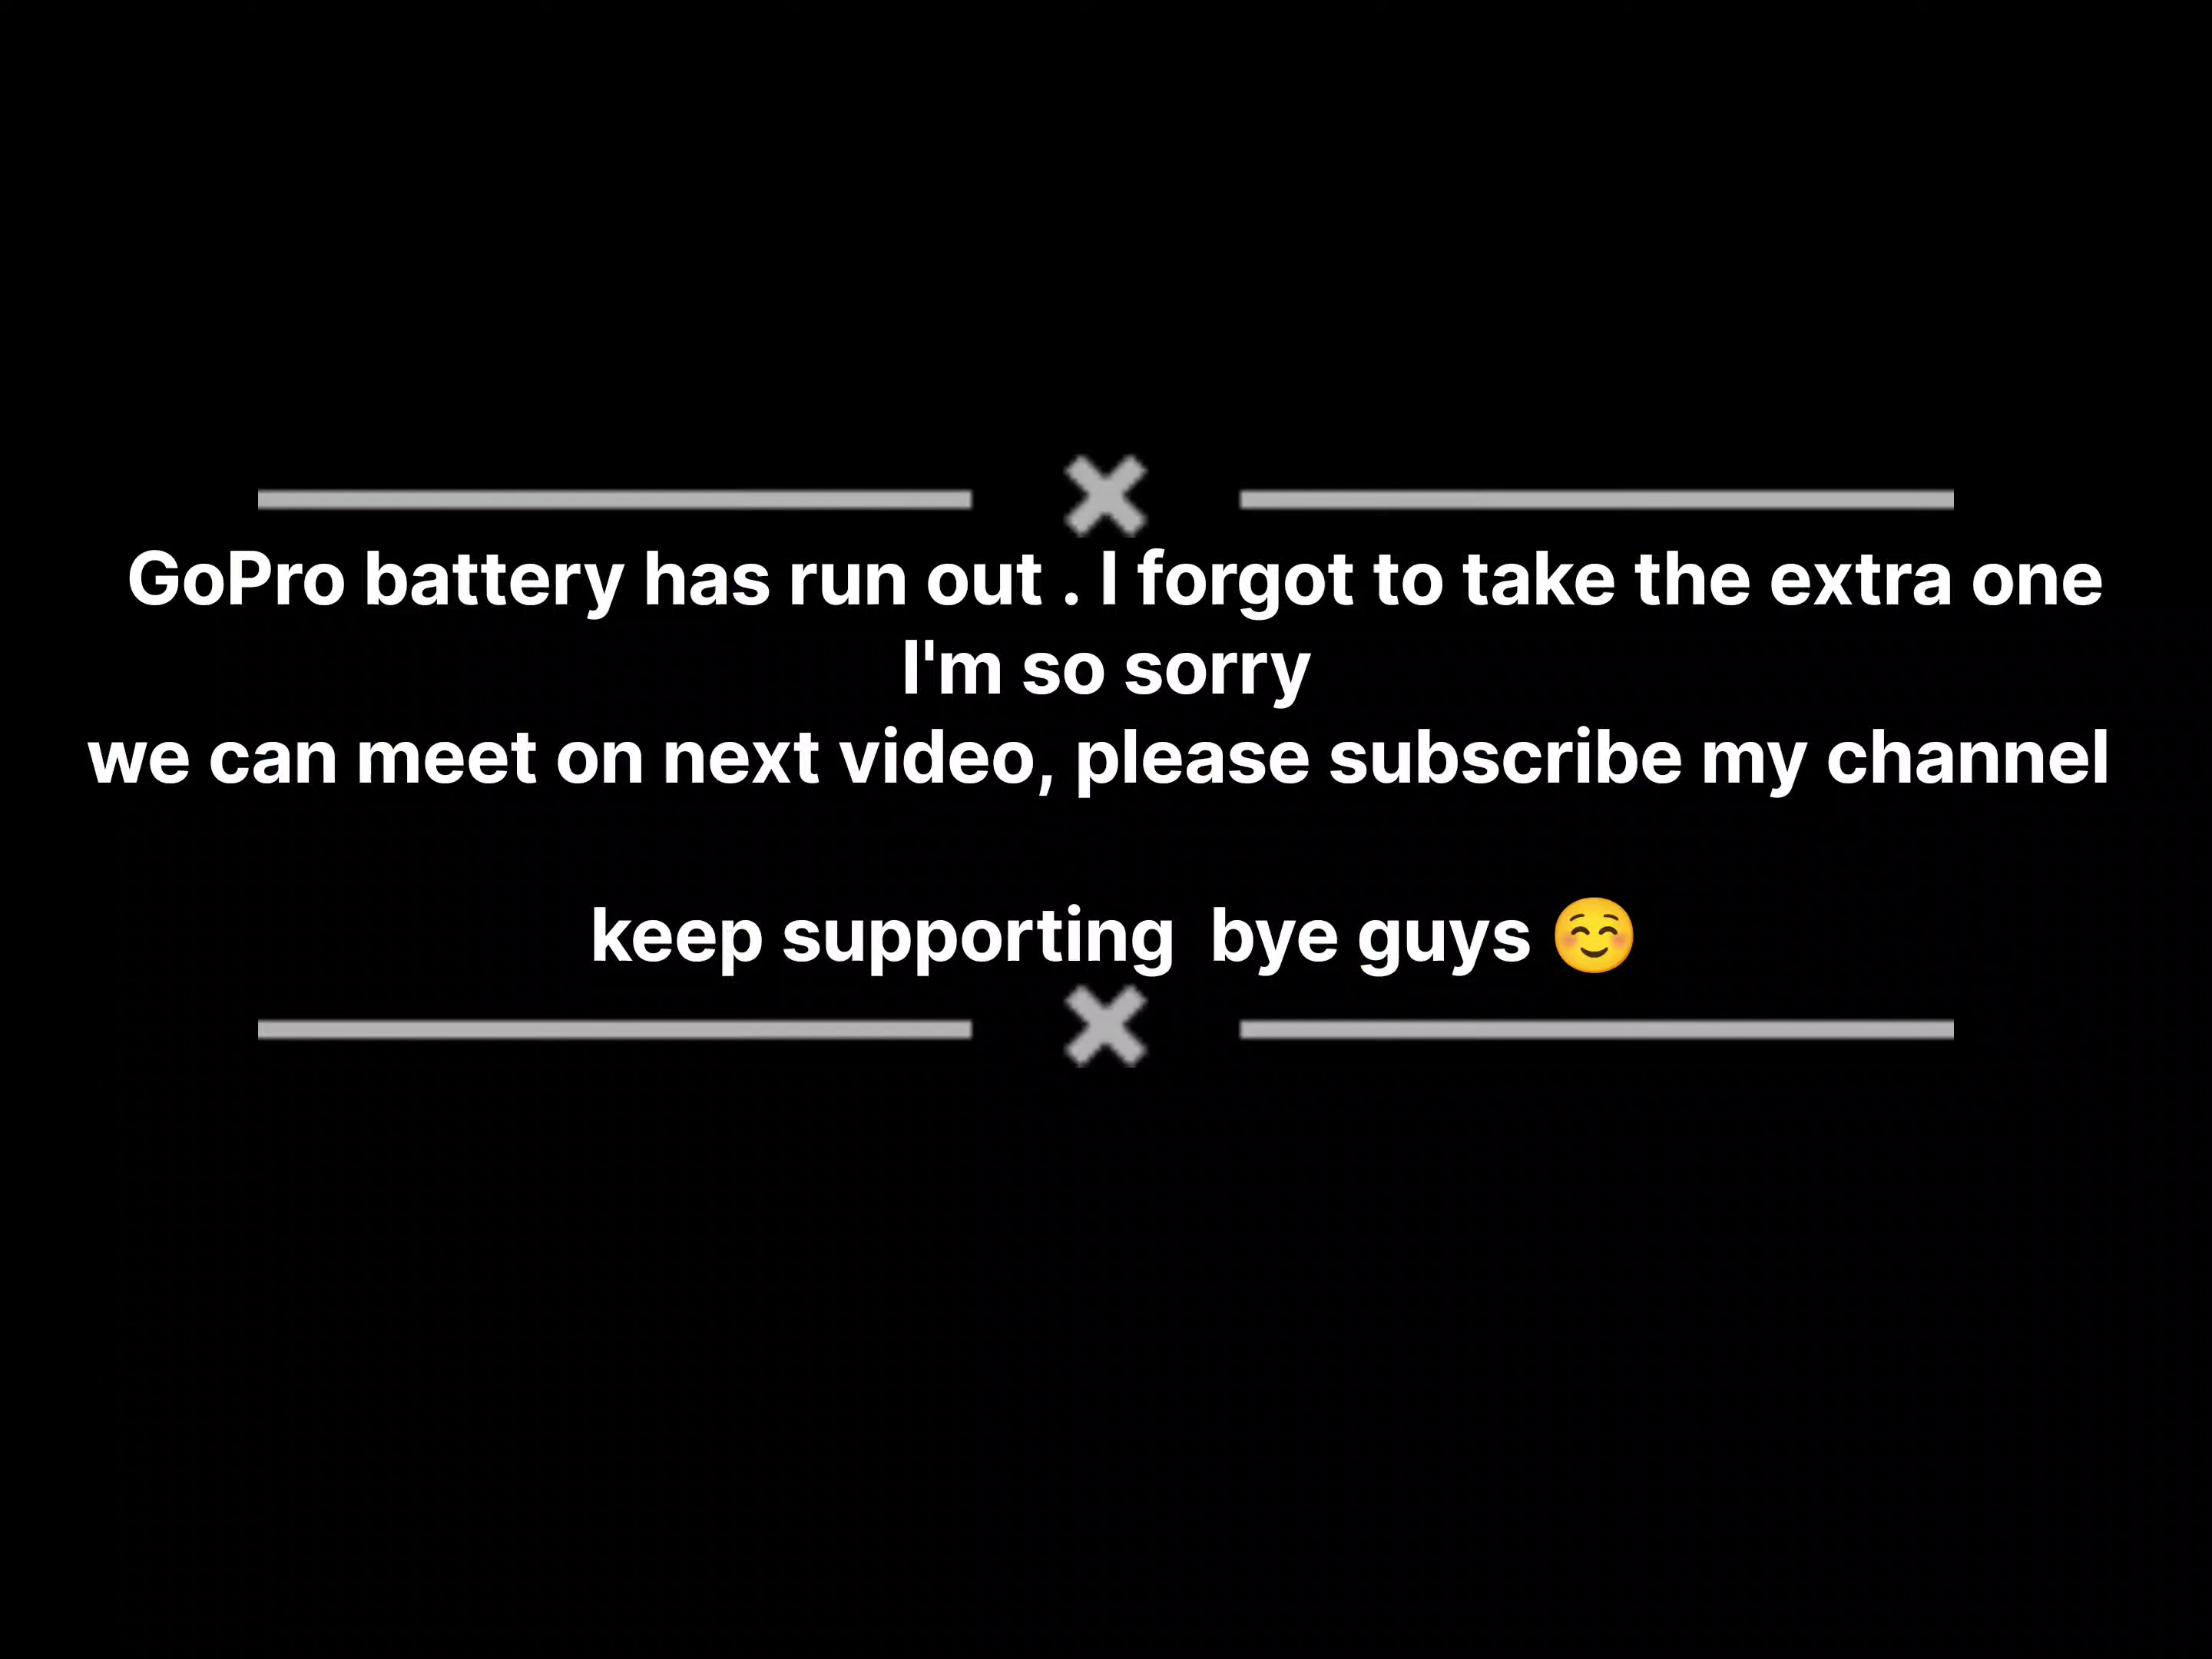 GoPro battery has run out . I forgot to take the extra one
I'm so sorry
we can meet on next video, please subscribe my channel
keep supporting  bye guys ☺️